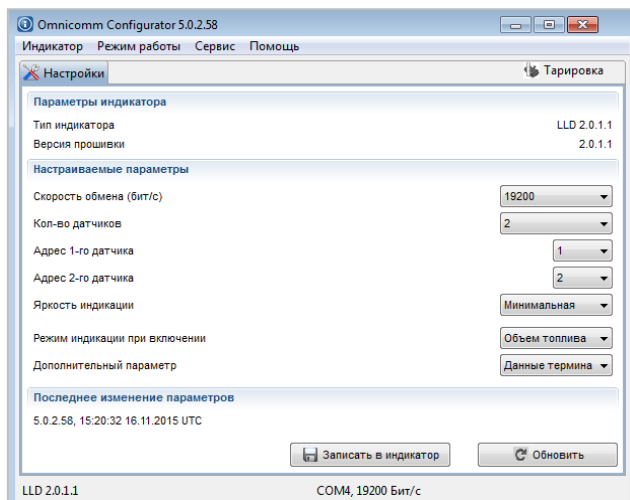 Omnicomm Configurator 5.0.2.58
Индикатор Режим работы Сервис Помощь
Настройки Тарировка
Параметры индикатора
Тип индикатора LLD 2.0.1.1
Версия прошивки 2.0.1.1
Настраиваемые параметры
Скорость обмена (бит/с) 19200
Кол-во датчиков 2
Адрес 1-го датчика 1
Адрес 2-го датчика 2
Яркость индикации Минимальная
Режим индикации при включении Объем топлива
Дополнительный параметр Данные термина
Последнее изменение параметров
5.0.2.58, 15:20:32 16.11.2015 UTC
Записать в индикатор Обновить
LLD 2.0.1.1 COM4, 19200 Бит/с